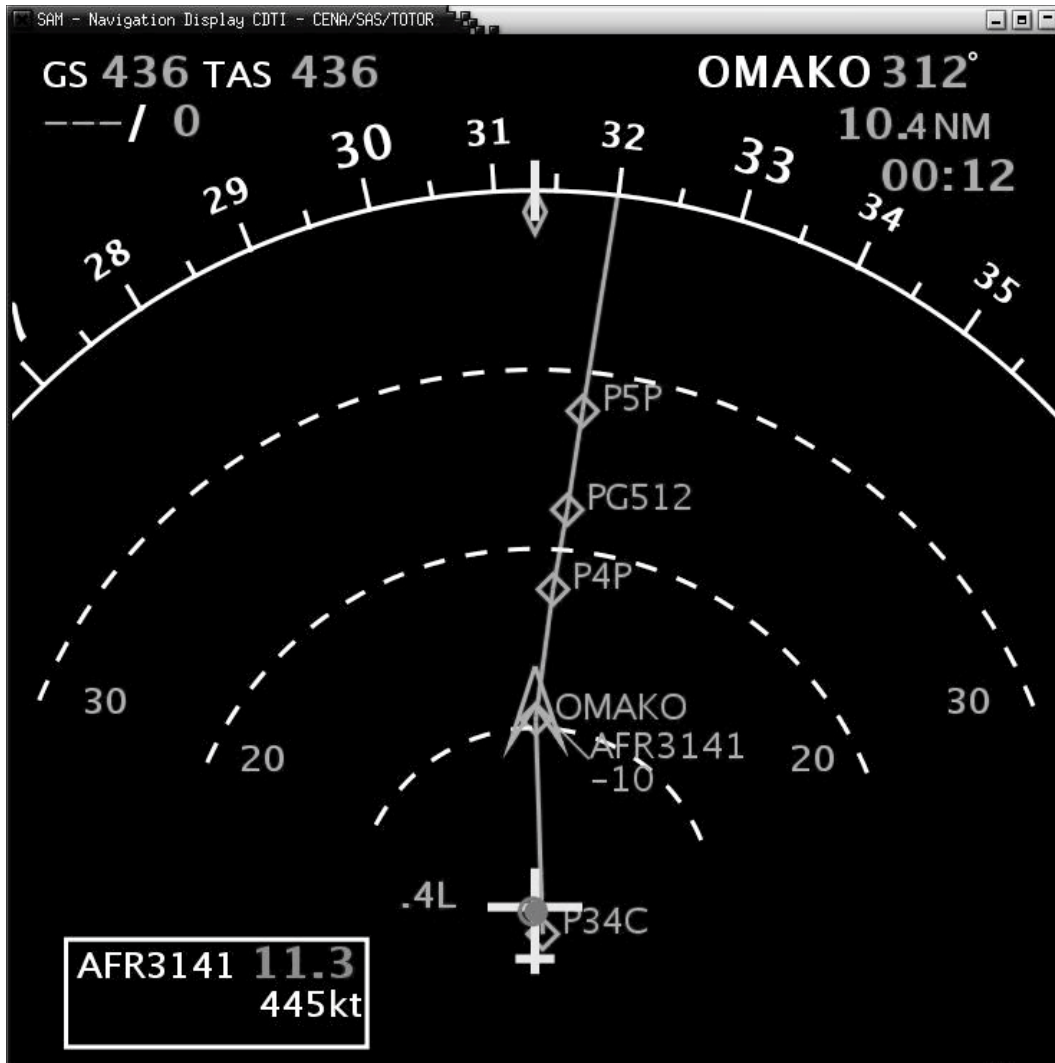 SAM - Navigation Display CDTI - CENA/SAS/TOTOR
GS 436 TAS 436
---/ 0
OMAKO 312°
10.4 NM
00:12
28
29
30
31
32
33
34
35
P5P
PG512
P4P
30
30
OMAKO
AFR3141
-10
20
20
.4L
P34C
AFR3141 11.3
445kt